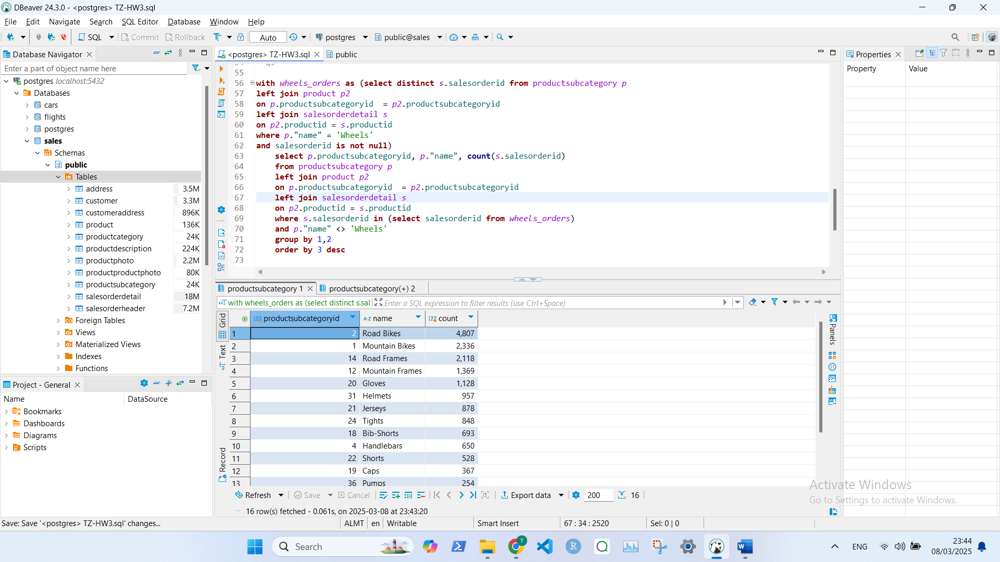 DBeaver 24.3.0 - <postgres> TZ-HW3.sql
File Edit Navigate Search SQL Editor Database Window Help
SQL Commit Rollback Auto postgres public@sales
Database Navigator
Enter a part of object name here
postgres localhost:5432
Databases
cars
flights
postgres
sales
Schemas
public
Tables
address 3.5M
customer 3.3M
customeraddress 896K
product 136K
productcategory 24K
productdescription 224K
productphoto 2.2M
productproductphoto 80K
productsubcategory 24K
salesorderdetail 18M
salesorderheader 7.2M
Foreign Tables
Views
Materialized Views
Indexes
Functions
Project - General
Name DataSource
Bookmarks
Dashboards
Diagrams
Scripts
<postgres> TZ-HW3.sql public
55
56 with wheels_orders as (select distinct s.salesorderid from productsubcategory p
57 left join product p2
58 on p.productsubcategoryid  = p2.productsubcategoryid
59 left join salesorderdetail s
60 on p2.productid = s.productid
61 where p."name" = 'Wheels'
62 and salesorderid is not null)
63 select p.productsubcategoryid, p."name", count(s.salesorderid)
64 from productsubcategory p
65 left join product p2
66 on p.productsubcategoryid  = p2.productsubcategoryid
67 left join salesorderdetail s
68 on p2.productid = s.productid
69 where s.salesorderid in (select salesorderid from wheels_orders)
70 and p."name" <> 'Wheels'
71 group by 1,2
72 order by 3 desc
73
productsubcategory 1 productsubcategory(+) 2
with wheels_orders as (select distinct s.sal Enter a SQL expression to filter results (use Ctrl+Space)
Grid
Text
Record
123 productsubcategoryid A-Z name 123 count
1 2 Road Bikes 4,807
2 1 Mountain Bikes 2,336
3 14 Road Frames 2,118
4 12 Mountain Frames 1,369
5 20 Gloves 1,128
6 31 Helmets 957
7 21 Jerseys 878
8 24 Tights 848
9 18 Bib-Shorts 693
10 4 Handlebars 650
11 22 Shorts 528
12 19 Caps 367
13 36 Pumps 254
Panels
Refresh Save Cancel Export data 200 16
16 row(s) fetched - 0.061s, on 2025-03-08 at 23:43:20
Properties
Property Value
Activate Windows
Go to Settings to activate Windows.
Save: Save '<postgres> TZ-HW3.sql' changes... ALMT en Writable Smart Insert 67 : 34 : 2520 Sel: 0 | 0
Search
ENG
23:44
08/03/2025